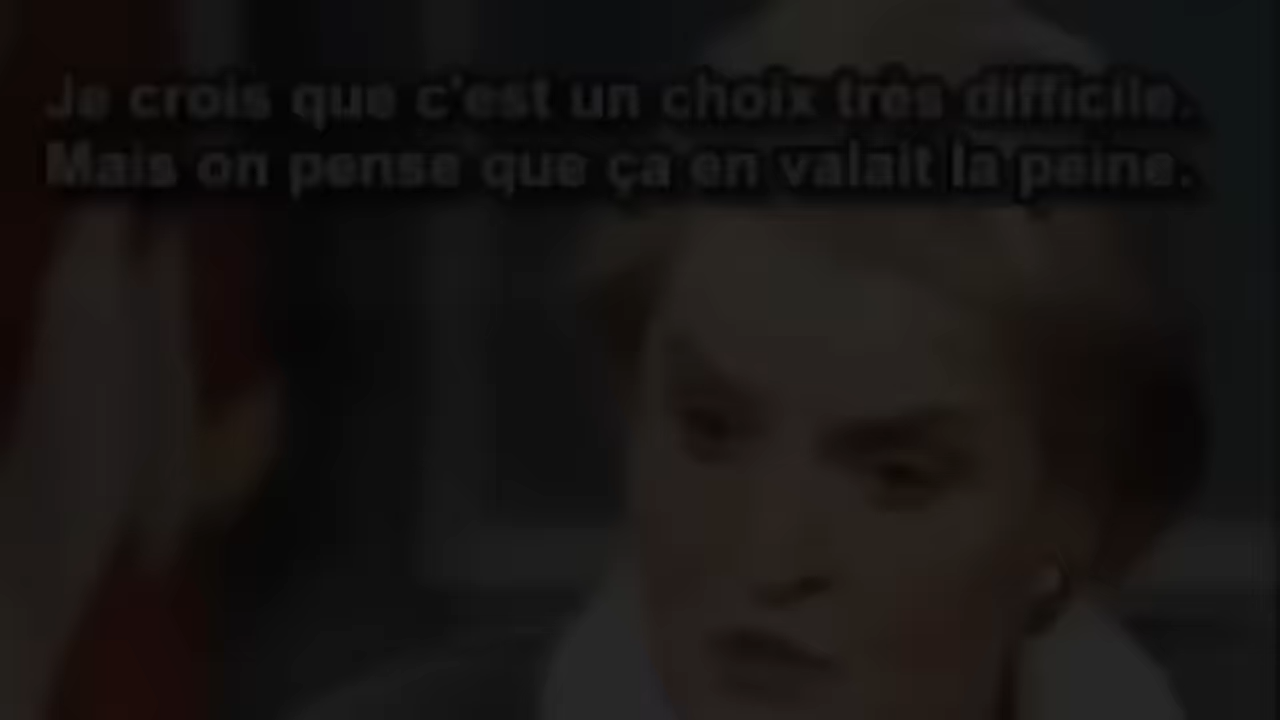 Je crois que c'est un choix très difficile.
Mais on pense que ça en valait la peine.